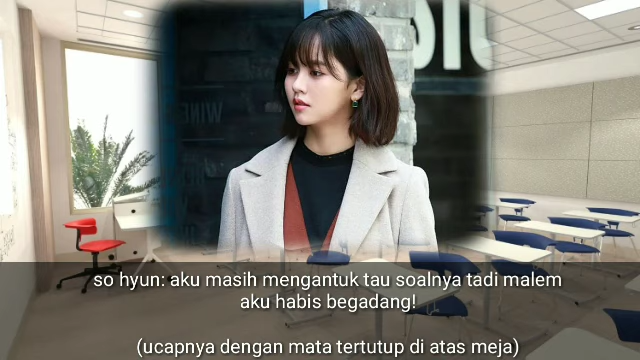 so hyun: aku masih mengantuk tau soalnya tadi malem
aku habis begadang!
(ucapnya dengan mata tertutup di atas meja)